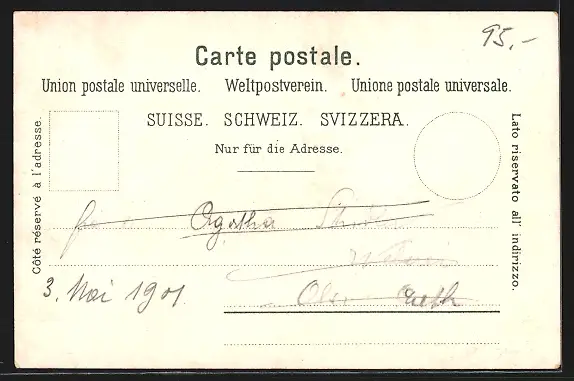 95.-
Carte postale.
Union postale universelle. Weltpostverein. Unione postale universale.
SUISSE. SCHWEIZ. SVIZZERA.
Nur für die Adresse.
Côté réservé à l'adresse.
Lato riservato all' indirizzo.
Agatha
3. Mai 1901.